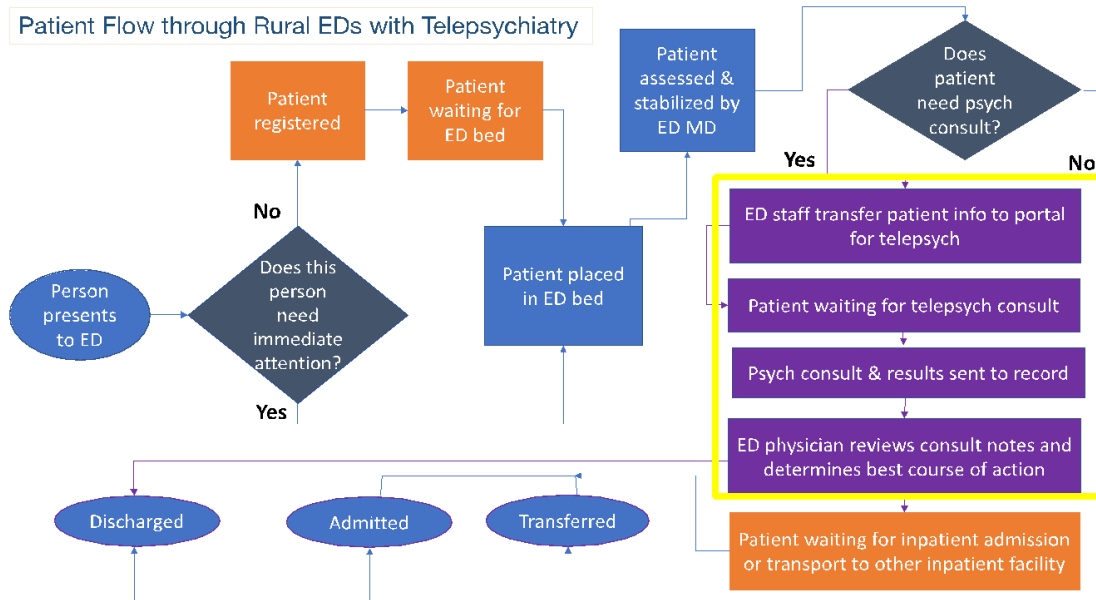 Patient Flow through Rural EDs with Telepsychiatry
Patient
registered
Patient
waiting for
ED bed
Patient
assessed &
stabilized by
ED MD
Does
patient
need psych
consult?
Yes
No
No
ED staff transfer patient info to portal
for telepsych
Person
presents
to ED
Does this
person
need
immediate
attention?
Patient placed
in ED bed
Patient waiting for telepsych consult
Psych consult & results sent to record
Yes
ED physician reviews consult notes and
determines best course of action
Discharged
Admitted
Transferred
Patient waiting for inpatient admission
or transport to other inpatient facility